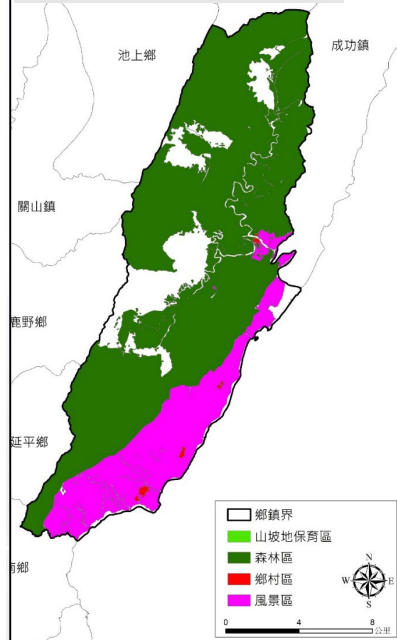 池上鄉
成功鎮
關山鎮
鹿野鄉
延平鄉
鄉鎮界
山坡地保育區
森林區
鄉村區
風景區
N
W E
S
0 4 8
公里